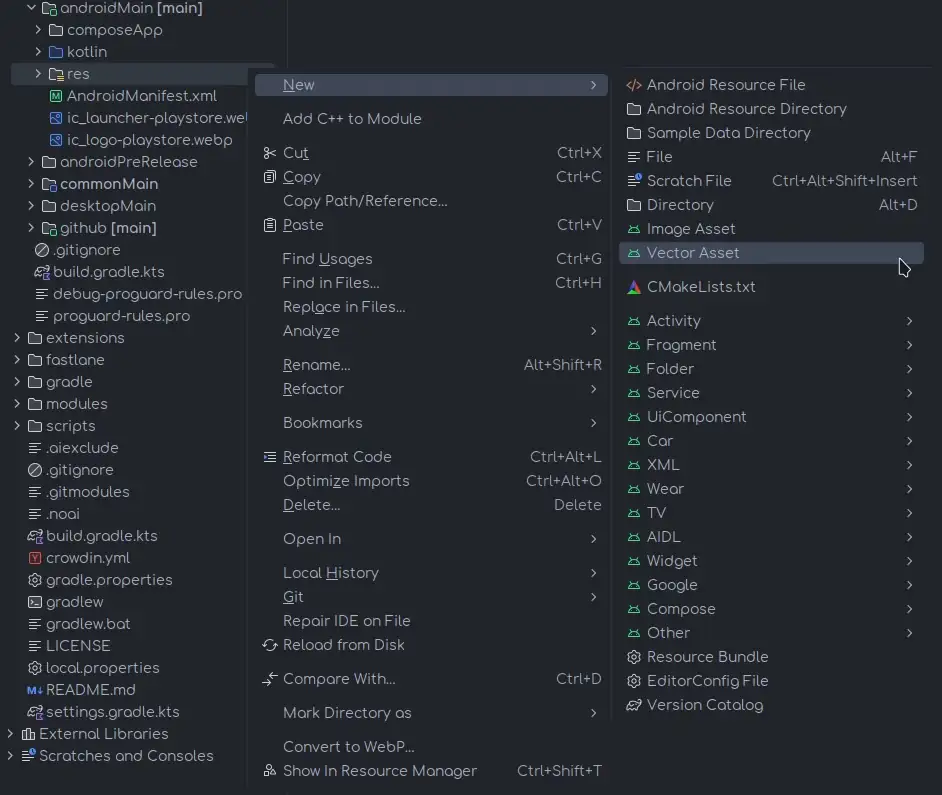 androidMain [main]
composeApp
kotlin
res
AndroidManifest.xml
ic_launcher-playstore.we
ic_logo-playstore.webp
androidPreRelease
commonMain
desktopMain
github [main]
.gitignore
build.gradle.kts
debug-proguard-rules.pro
proguard-rules.pro
extensions
fastlane
gradle
modules
scripts
.aiexclude
.gitignore
.gitmodules
.noai
build.gradle.kts
crowdin.yml
gradle.properties
gradlew
gradlew.bat
LICENSE
local.properties
README.md
settings.gradle.kts
External Libraries
Scratches and Consoles
New
Add C++ to Module
Cut Ctrl+X
Copy Ctrl+C
Copy Path/Reference...
Paste Ctrl+V
Find Usages Ctrl+G
Find in Files... Ctrl+H
Replace in Files...
Analyze
Rename... Alt+Shift+R
Refactor
Bookmarks
Reformat Code Ctrl+Alt+L
Optimize Imports Ctrl+Alt+O
Delete... Delete
Open In
Local History
Git
Repair IDE on File
Reload from Disk
Compare With... Ctrl+D
Mark Directory as
Convert to WebP...
Show In Resource Manager Ctrl+Shift+T
Android Resource File
Android Resource Directory
Sample Data Directory
File Alt+F
Scratch File Ctrl+Alt+Shift+Insert
Directory Alt+D
Image Asset
Vector Asset
CMakeLists.txt
Activity
Fragment
Folder
Service
UiComponent
Car
XML
Wear
TV
AIDL
Widget
Google
Compose
Other
Resource Bundle
EditorConfig File
Version Catalog